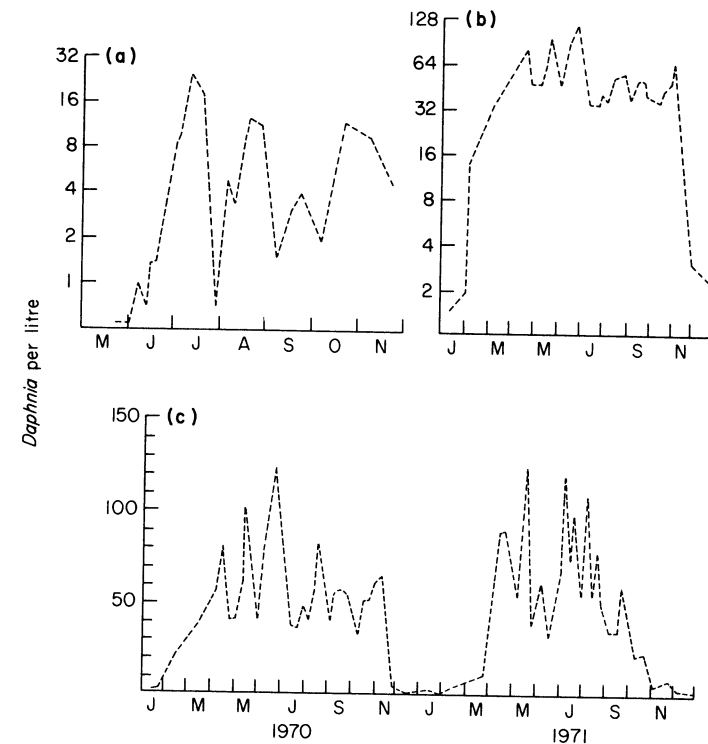 (a)
32
16
8
4
2
1
M J J A S O N
(b)
128
64
32
16
8
4
2
J M M J S N
Daphnia per litre
(c)
150
100
50
J M M J S N J M M J S N
1970 1971